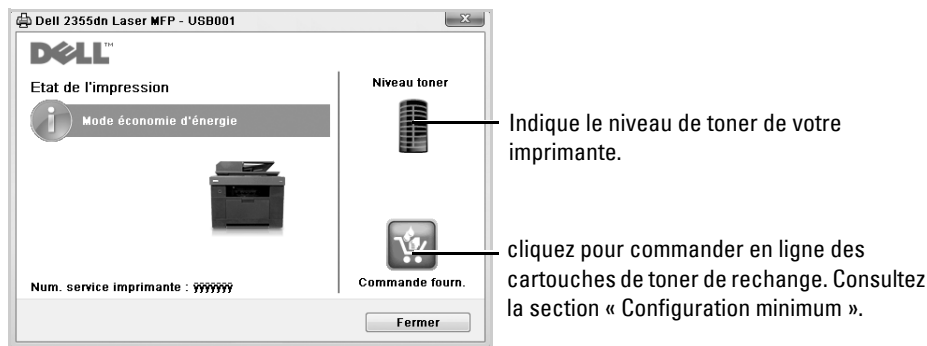 Dell 2355dn Laser MFP - USB001
DELL™
Etat de l'impression
Mode économie d'énergie
Num. service imprimante : 9999999
Niveau toner
Commande fourn.
Fermer
Indique le niveau de toner de votre
imprimante.
cliquez pour commander en ligne des
cartouches de toner de rechange. Consultez
la section « Configuration minimum ».